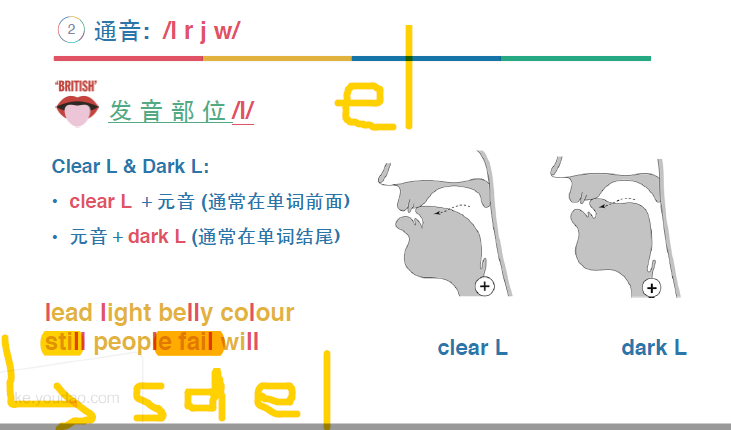 ② 通音: /l r j w/
"BRITISH"
发音部位/l/
el
Clear L & Dark L:
• clear L + 元音 (通常在单词前面)
• 元音 + dark L (通常在单词结尾)
lead light belly colour
still people fail will
clear L
dark L
ke.youdao.com
sdel